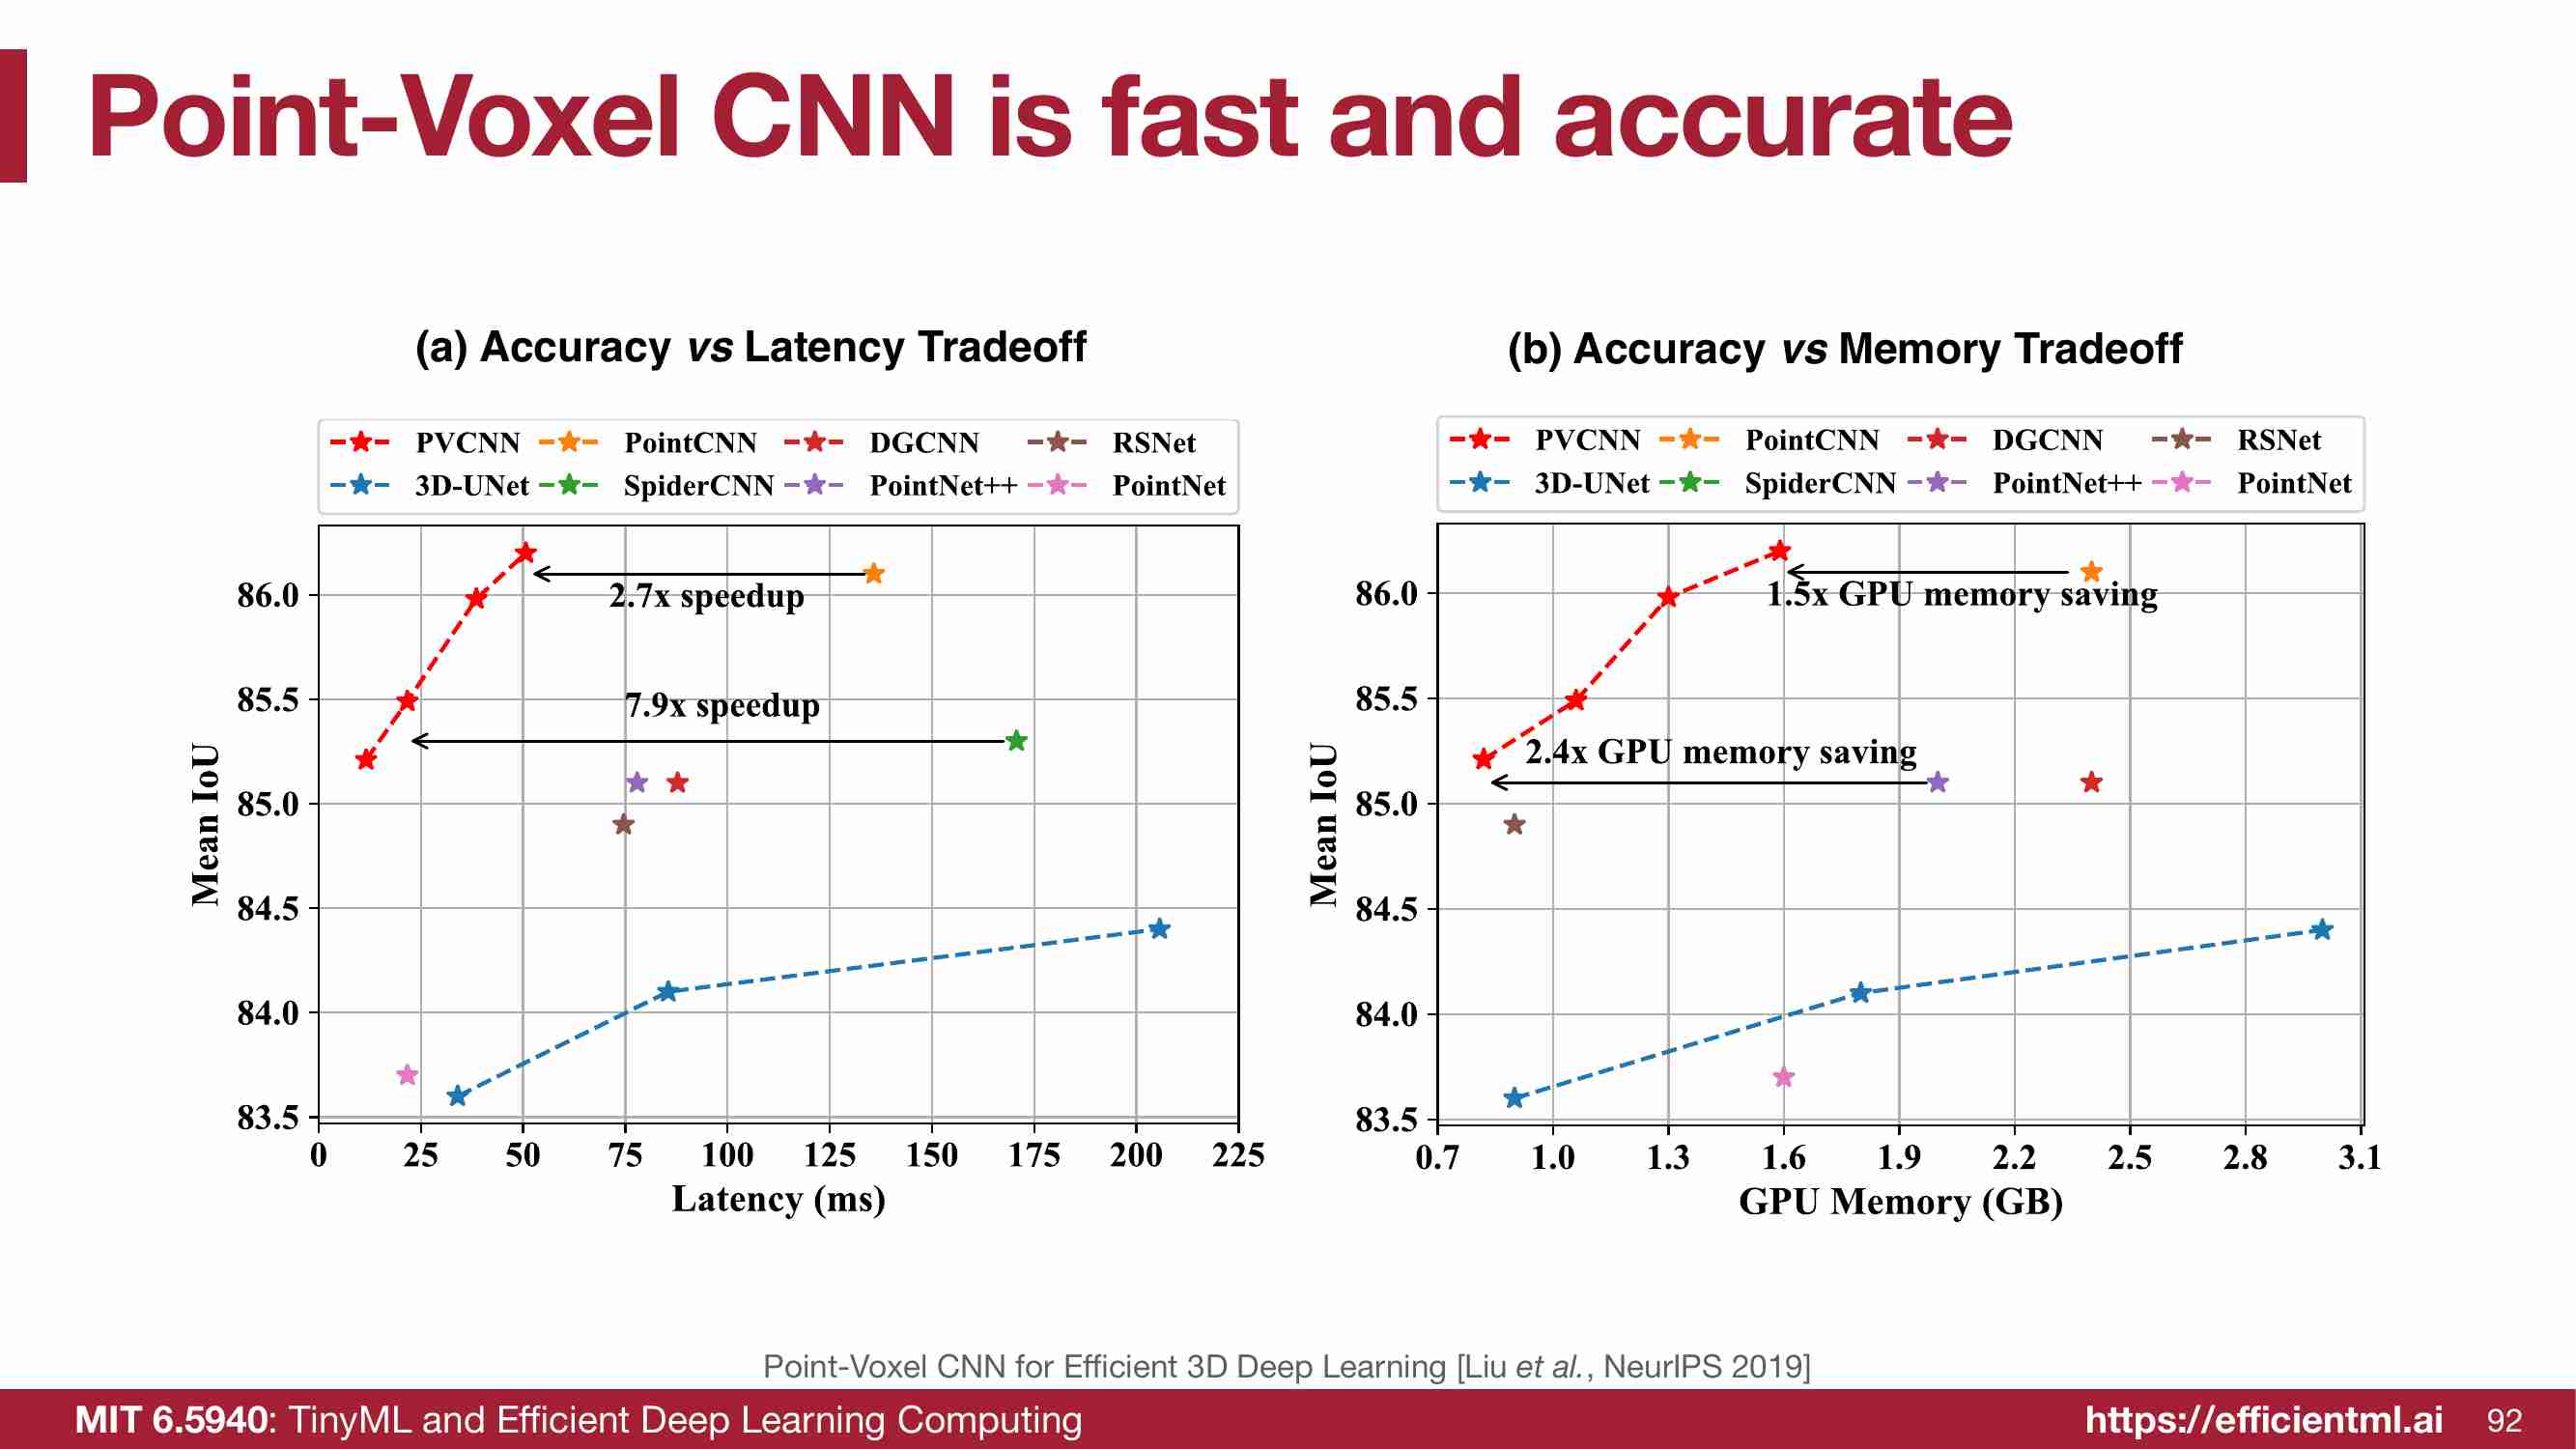 Point-Voxel CNN is fast and accurate
(a) Accuracy vs Latency Tradeoff
PVCNN PointCNN DGCNN RSNet
3D-UNet SpiderCNN PointNet++ PointNet
86.0
85.5
85.0
84.5
84.0
83.5
Mean IoU
2.7x speedup
7.9x speedup
0 25 50 75 100 125 150 175 200 225
Latency (ms)
(b) Accuracy vs Memory Tradeoff
PVCNN PointCNN DGCNN RSNet
3D-UNet SpiderCNN PointNet++ PointNet
86.0
85.5
85.0
84.5
84.0
83.5
Mean IoU
1.5x GPU memory saving
2.4x GPU memory saving
0.7 1.0 1.3 1.6 1.9 2.2 2.5 2.8 3.1
GPU Memory (GB)
Point-Voxel CNN for Efficient 3D Deep Learning [Liu et al., NeurIPS 2019]
MIT 6.5940: TinyML and Efficient Deep Learning Computing
https://efficientml.ai 92